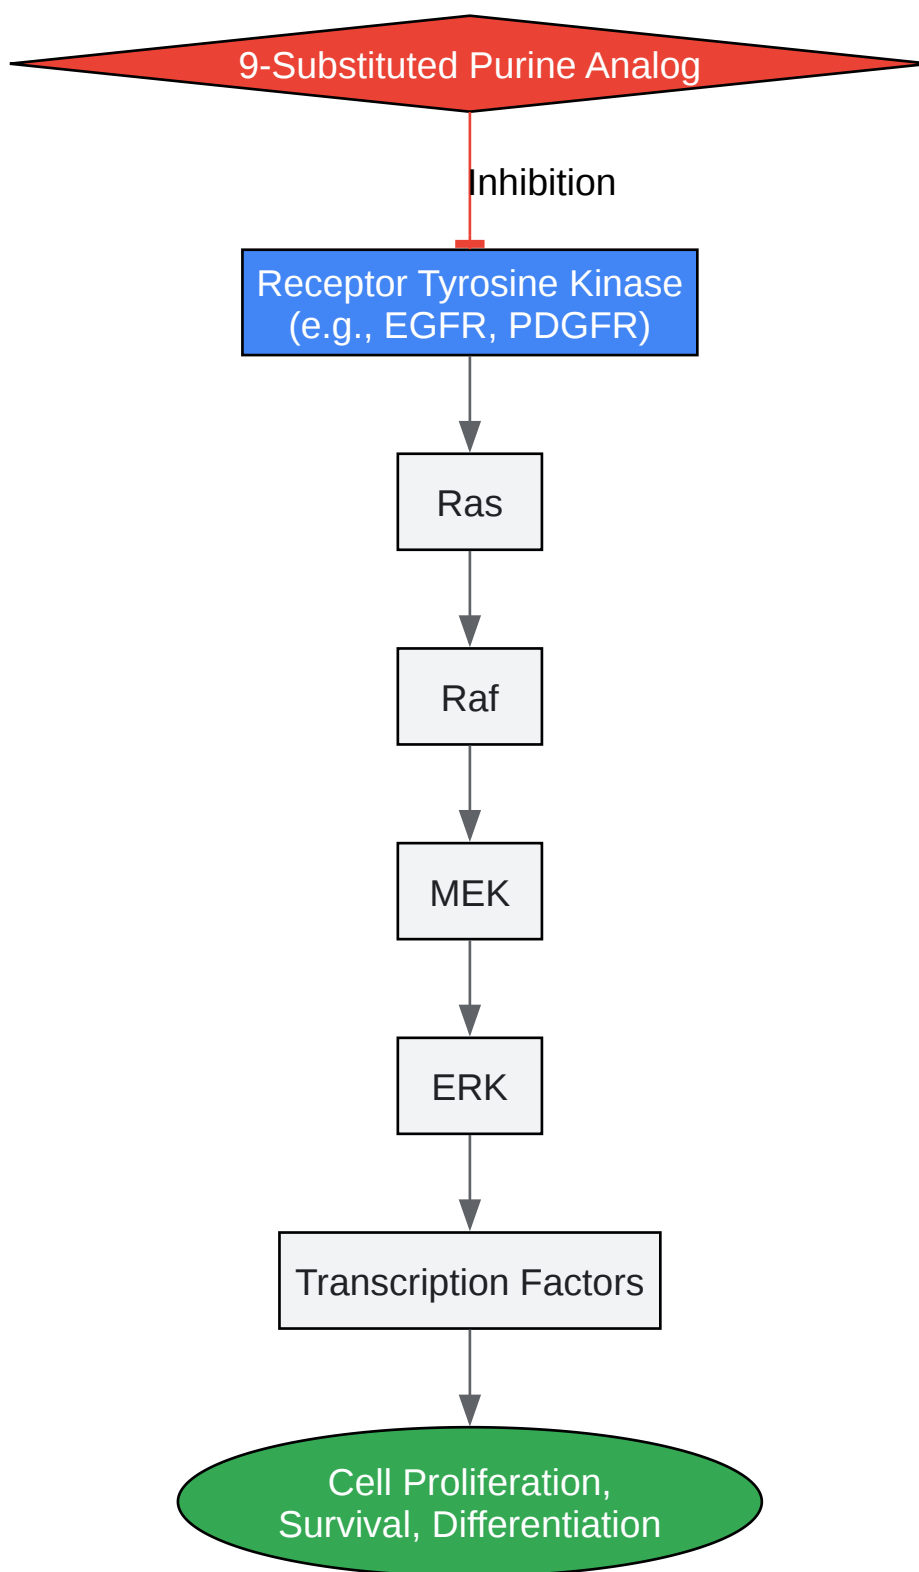 9-Substituted Purine Analog
Inhibition
Receptor Tyrosine Kinase
(e.g., EGFR, PDGFR)
Ras
Raf
MEK
ERK
Transcription Factors
Cell Proliferation,
Survival, Differentiation